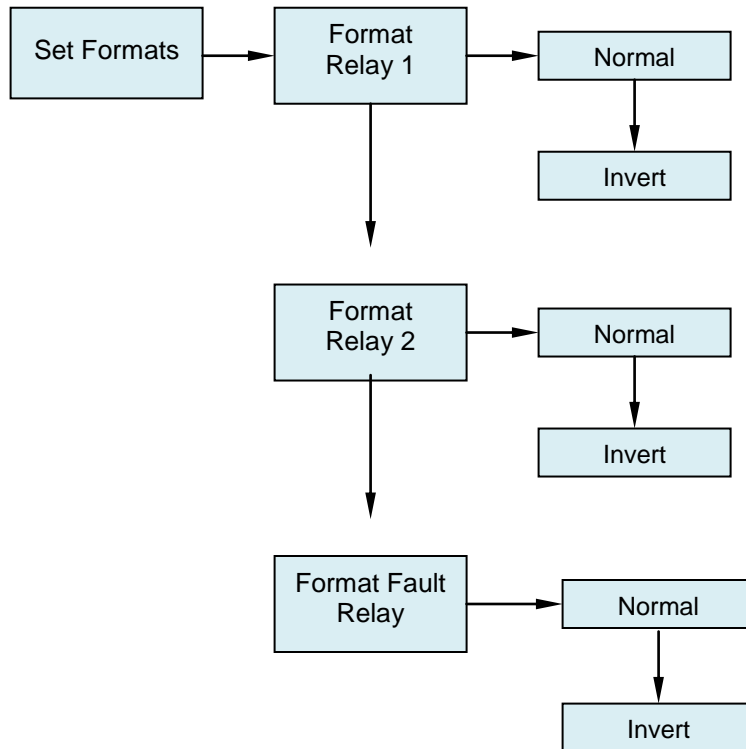 Set Formats
Format
Relay 1
Normal
Invert
Format
Relay 2
Normal
Invert
Format Fault
Relay
Normal
Invert